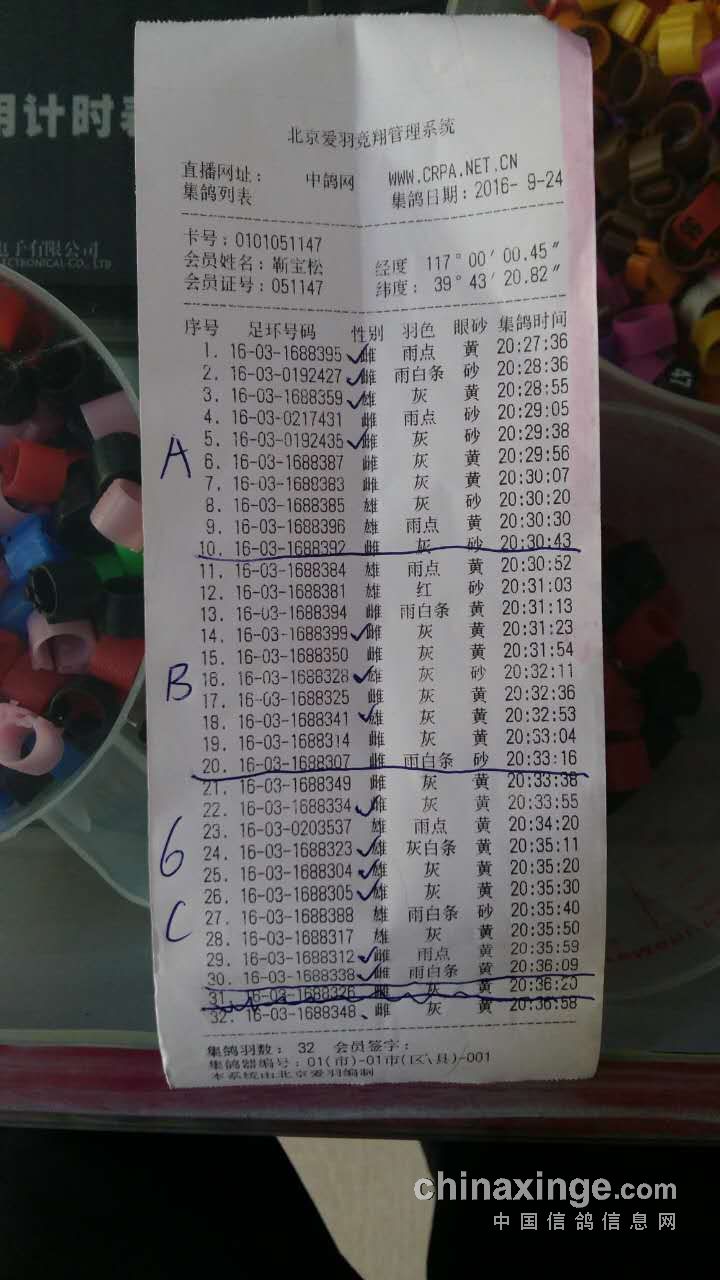 用计时
电子有限公司
ECTRONICAL CO., LTD
北京爱羽竞翔管理系统
直播网址: 中鸽网 WWW.CRPA.NET.CN
集鸽列表 集鸽日期:2016- 9-24
卡号:0101051147
会员姓名:靳宝松 经度 117°00′00.45″
会员证号:051147 纬度: 39°43′20.82″
序号 足环号码 性别 羽色 眼砂 集鸽时间
1. 16-03-1688395 ✓雌 雨点 黄 20:27:36
2. 16-03-0192427 ✓雌 雨白条 砂 20:28:36
3. 16-03-1688359 ✓雄 灰 黄 20:28:55
4. 16-03-0217431 雌 雨点 砂 20:29:05
A 5. 16-03-0192435 ✓雌 灰 砂 20:29:38
6. 16-03-1688387 雌 灰 黄 20:29:56
7. 16-03-1688383 雌 灰 黄 20:30:07
8. 16-03-1688385 雄 灰 砂 20:30:20
9. 16-03-1688396 雄 雨点 黄 20:30:30
10. 16-03-1688392 雌 灰 砂 20:30:43
11. 16-03-1688384 雄 雨点 黄 20:30:52
12. 16-03-1688381 雄 红 砂 20:31:03
13. 16-03-1688394 雌 雨白条 黄 20:31:13
14. 16-03-1688399 ✓雌 灰 黄 20:31:23
15. 16-03-1688350 雌 灰 黄 20:31:54
B 16. 16-03-1688328 ✓雄 灰 砂 20:32:11
17. 16-03-1688325 雌 灰 黄 20:32:36
18. 16-03-1688341 ✓雄 灰 黄 20:32:53
19. 16-03-1688314 雌 灰 黄 20:33:04
20. 16-03-1688307 雌 雨白条 砂 20:33:16
21. 16-03-1688349 雌 灰 黄 20:33:38
22. 16-03-1688334 ✓雌 灰 黄 20:33:55
23. 16-03-0203537 雄 雨点 黄 20:34:20
6 24. 16-03-1688323 ✓雄 灰白条 黄 20:35:11
25. 16-03-1688304 ✓雄 灰 黄 20:35:20
26. 16-03-1688305 ✓雄 灰 黄 20:35:30
C 27. 16-03-1688388 雄 雨白条 砂 20:35:40
28. 16-03-1688317 雄 灰 黄 20:35:50
29. 16-03-1688312 ✓雌 雨点 黄 20:35:59
30. 16-03-1688338 ✓雌 雨白条 黄 20:36:09
31. 16-03-1688326 雌 灰 黄 20:36:20
32. 16-03-1688348 雌 灰 黄 20:36:58
集鸽羽数: 32 会员签字:
集鸽器编号:01(市)-01市(区\县)-001
本系统由北京爱羽编制
47
chinaxinge.com
中国信鸽信息网